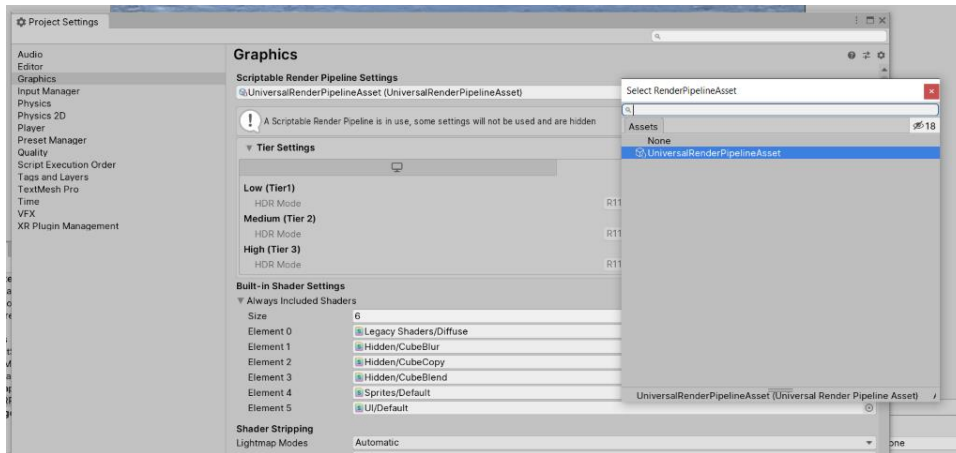 Project Settings
Audio
Editor
Graphics
Input Manager
Physics
Physics 2D
Player
Preset Manager
Quality
Script Execution Order
Tags and Layers
TextMesh Pro
Time
VFX
XR Plugin Management
Graphics
Scriptable Render Pipeline Settings
UniversalRenderPipelineAsset (UniversalRenderPipelineAsset)
A Scriptable Render Pipeline is in use, some settings will not be used and are hidden
Tier Settings
Low (Tier1)
HDR Mode
R11
Medium (Tier 2)
HDR Mode
R11
High (Tier 3)
HDR Mode
R11
Built-in Shader Settings
Always Included Shaders
Size 6
Element 0 Legacy Shaders/Diffuse
Element 1 Hidden/CubeBlur
Element 2 Hidden/CubeCopy
Element 3 Hidden/CubeBlend
Element 4 Sprites/Default
Element 5 UI/Default
Shader Stripping
Lightmap Modes Automatic
Select RenderPipelineAsset
Assets
18
None
UniversalRenderPipelineAsset
UniversalRenderPipelineAsset (Universal Render Pipeline Asset)